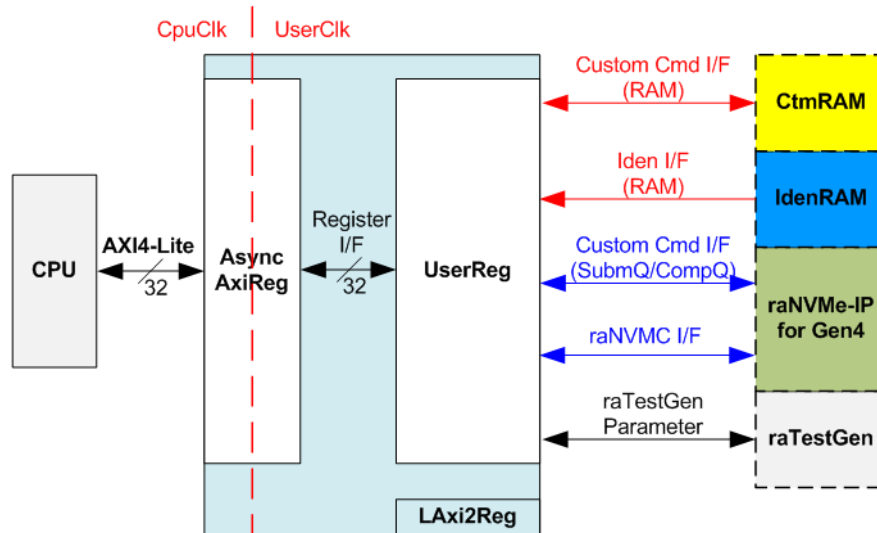 CpuClk
UserClk
Custom Cmd I/F
(RAM)
CtmRAM
Iden I/F
(RAM)
IdenRAM
CPU
AXI4-Lite
32
Async
AxiReg
Register
I/F
32
UserReg
Custom Cmd I/F
(SubmQ/CompQ)
raNVMe-IP
for Gen4
raNVMC I/F
raTestGen
Parameter
raTestGen
LAxi2Reg